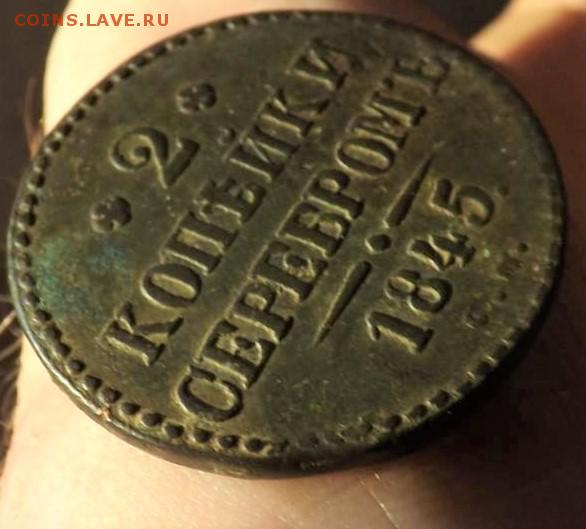 COINS.LAVE.RU
2
КОПѢЙКИ
СЕРЕБРОМЪ
1845.
С.М.